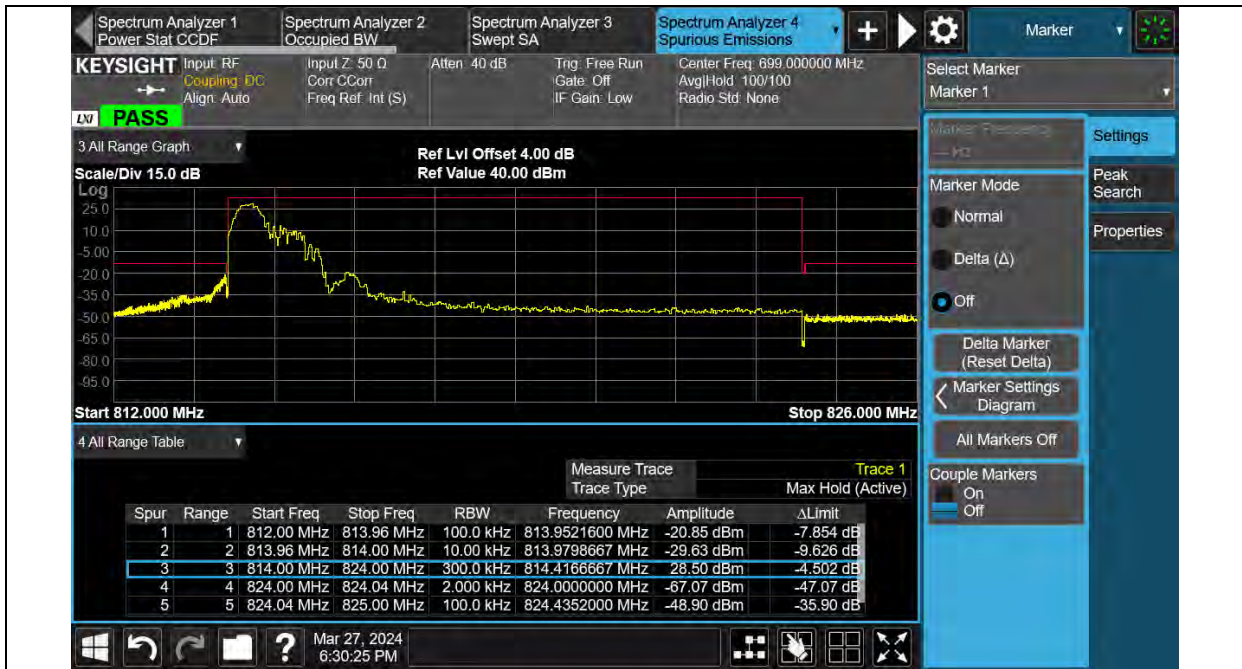 Spectrum Analyzer 1
Power Stat CCDF
Spectrum Analyzer 2
Occupied BW
Spectrum Analyzer 3
Swept SA
Spectrum Analyzer 4
Spurious Emissions
Marker
KEYSIGHT
Input: RF
Coupling: DC
Align: Auto
Input Z: 50 Ω
Corr CCorr
Freq Ref: Int (S)
Atten: 40 dB
Trig: Free Run
Gate: Off
IF Gain: Low
Center Freq: 699.000000 MHz
Avg|Hold: 100/100
Radio Std: None
LXI PASS
Select Marker
Marker 1
3 All Range Graph
Scale/Div 15.0 dB
Ref Lvl Offset 4.00 dB
Ref Value 40.00 dBm
Log
25.0
10.0
-5.00
-20.0
-35.0
-50.0
-65.0
-80.0
-95.0
Start 812.000 MHz
Stop 826.000 MHz
Marker Frequency
--- Hz
Settings
Peak
Search
Properties
Marker Mode
Normal
Delta (Δ)
Off
Delta Marker
(Reset Delta)
Marker Settings
Diagram
All Markers Off
Couple Markers
On
Off
4 All Range Table
Measure Trace Trace 1
Trace Type Max Hold (Active)
Spur Range Start Freq Stop Freq RBW Frequency Amplitude ΔLimit
1 1 812.00 MHz 813.96 MHz 100.0 kHz 813.9521600 MHz -20.85 dBm -7.854 dB
2 2 813.96 MHz 814.00 MHz 10.00 kHz 813.9798667 MHz -29.63 dBm -9.626 dB
3 3 814.00 MHz 824.00 MHz 300.0 kHz 814.4166667 MHz 28.50 dBm -4.502 dB
4 4 824.00 MHz 824.04 MHz 2.000 kHz 824.0000000 MHz -67.07 dBm -47.07 dB
5 5 824.04 MHz 825.00 MHz 100.0 kHz 824.4352000 MHz -48.90 dBm -35.90 dB
?
Mar 27, 2024
6:30:25 PM